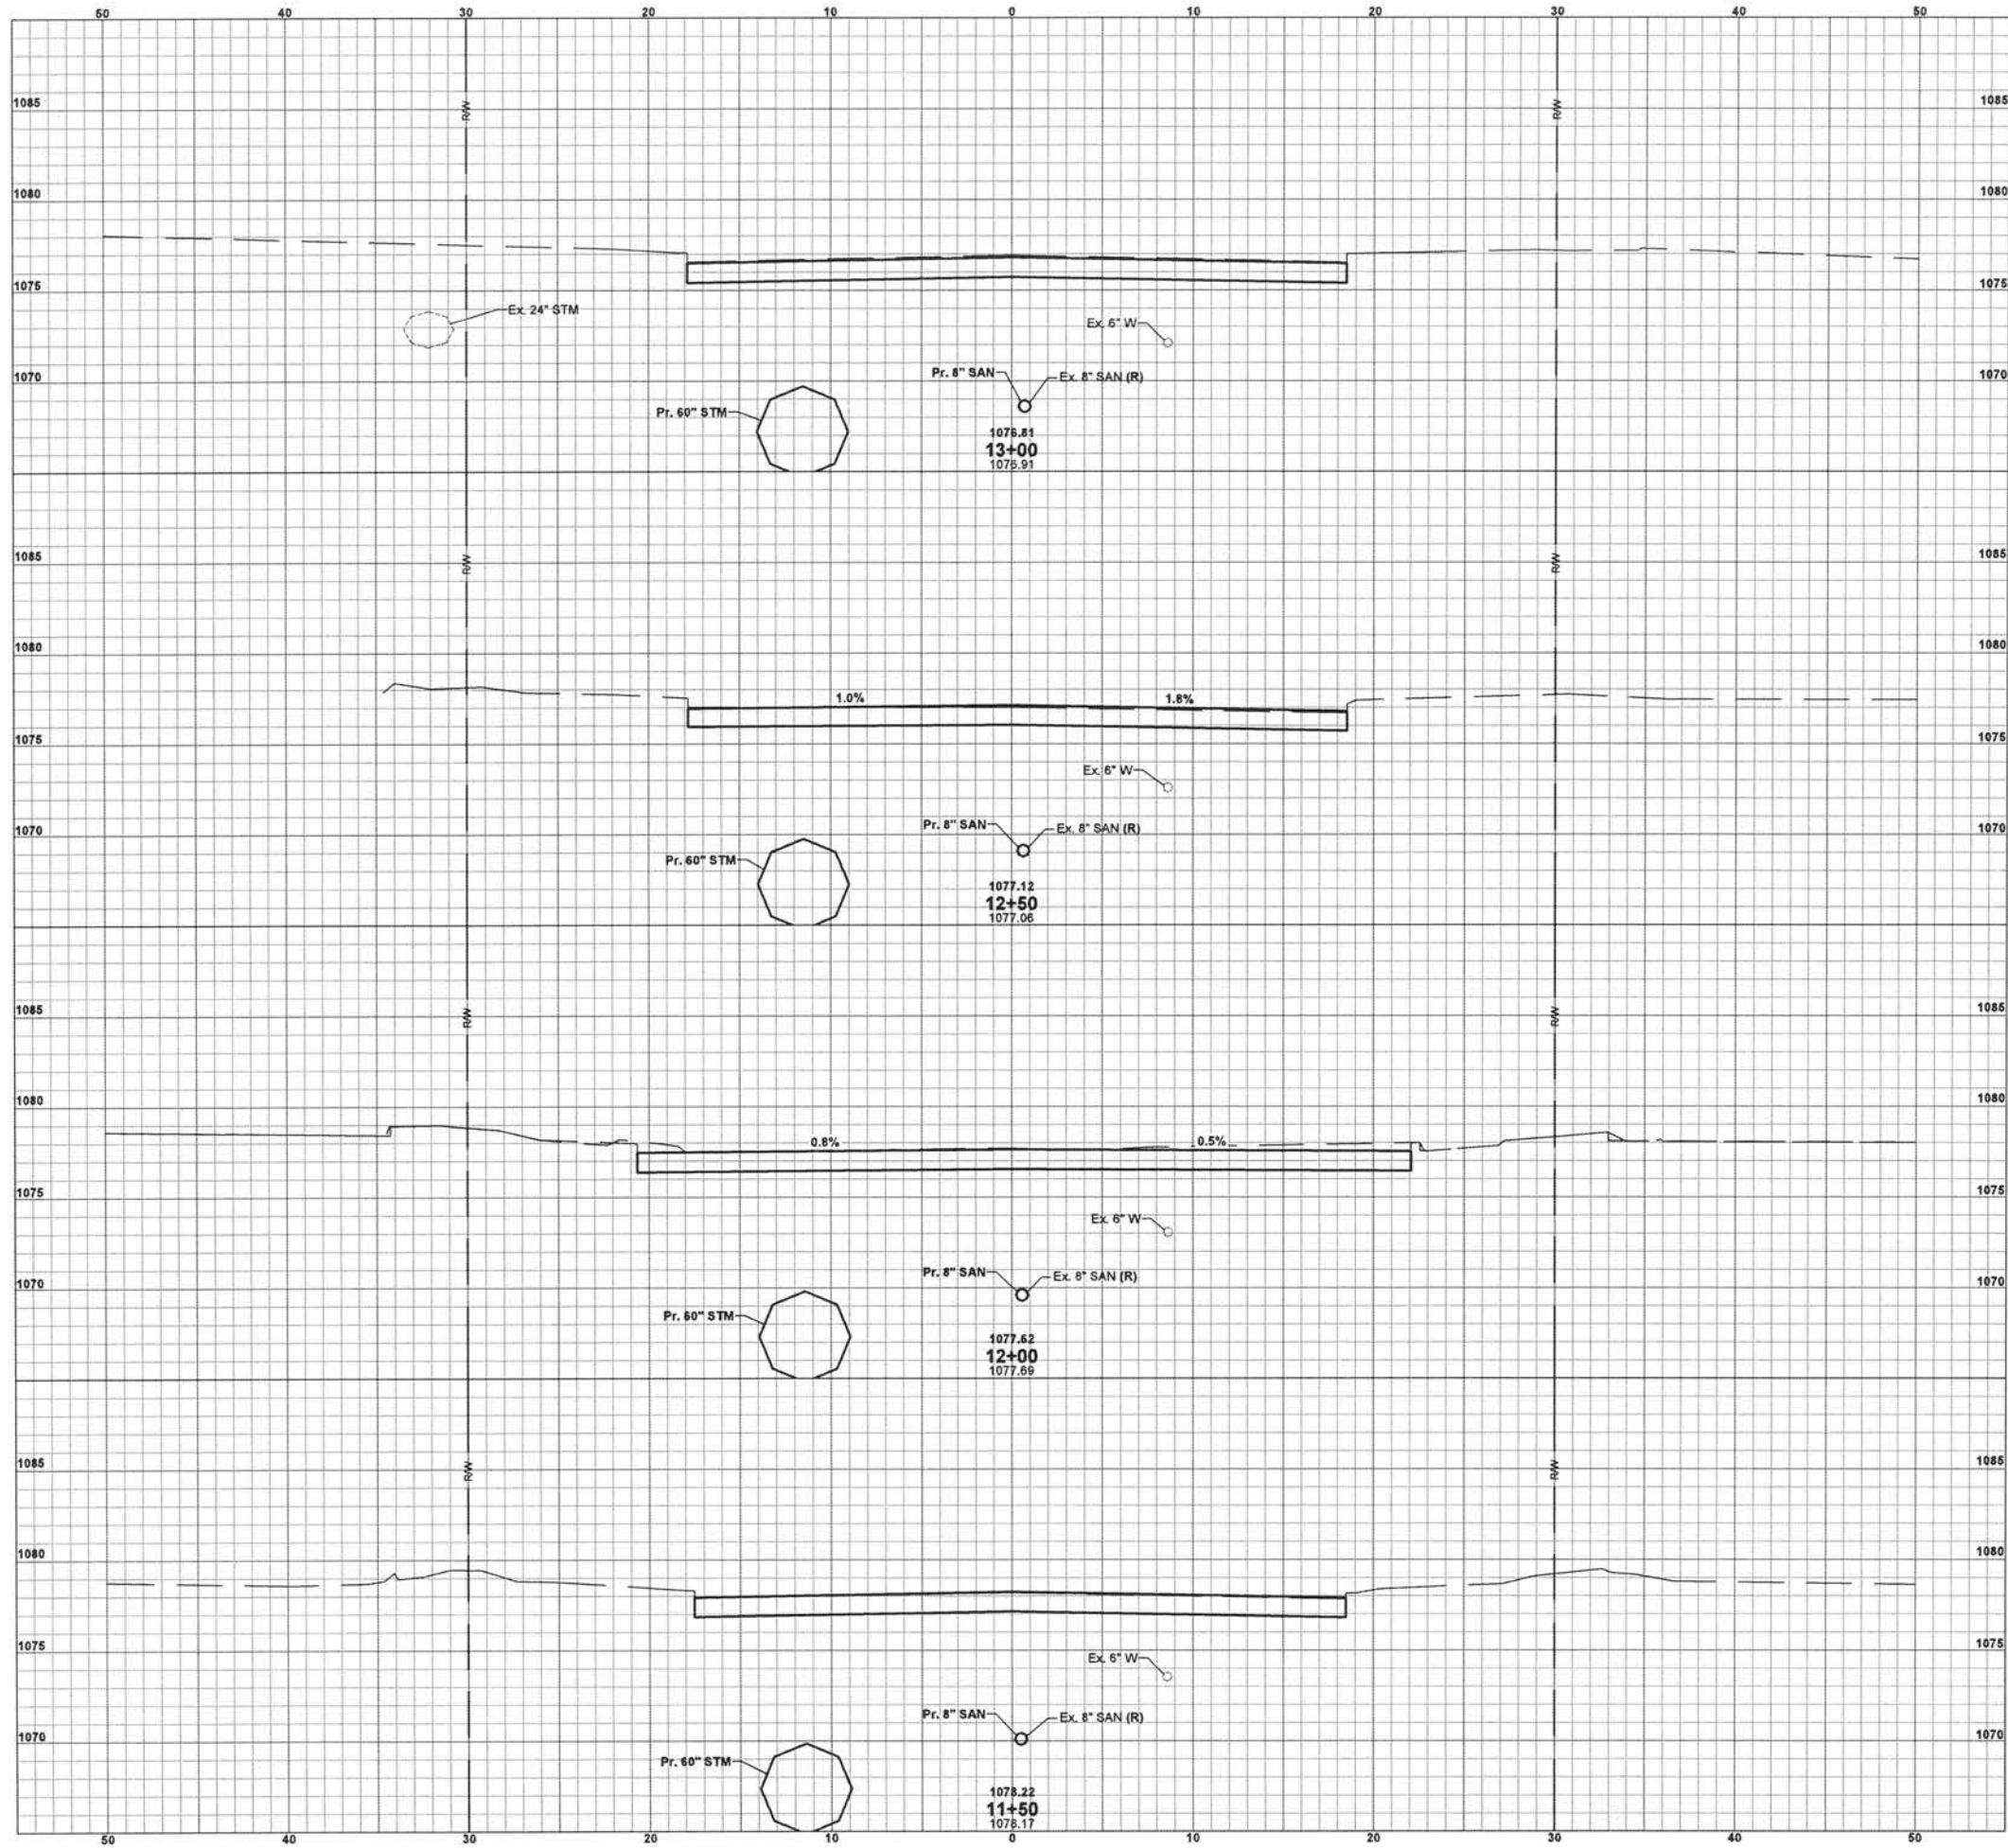 50 40 30 20 10 0 10 20 30 40 50
1085 R/W R/W 1085
1080 1080
1075 1075
Ex. 24" STM
Ex. 6" W
1070 Pr. 8" SAN Ex. 8" SAN (R) 1070
Pr. 60" STM
1076.81
13+00
1076.91
1085 R/W R/W 1085
1080 1080
1.0% 1.8%
1075 1075
Ex. 6" W
1070 Pr. 8" SAN Ex. 8" SAN (R) 1070
Pr. 60" STM
1077.12
12+50
1077.06
1085 R/W R/W 1085
1080 1080
0.8% 0.5%
1075 1075
Ex. 6" W
1070 Pr. 8" SAN Ex. 8" SAN (R) 1070
Pr. 60" STM
1077.62
12+00
1077.69
1085 R/W R/W 1085
1080 1080
1075 1075
Ex. 6" W
1070 Pr. 8" SAN Ex. 8" SAN (R) 1070
Pr. 60" STM
1078.22
11+50
1078.17
50 40 30 20 10 0 10 20 30 40 50